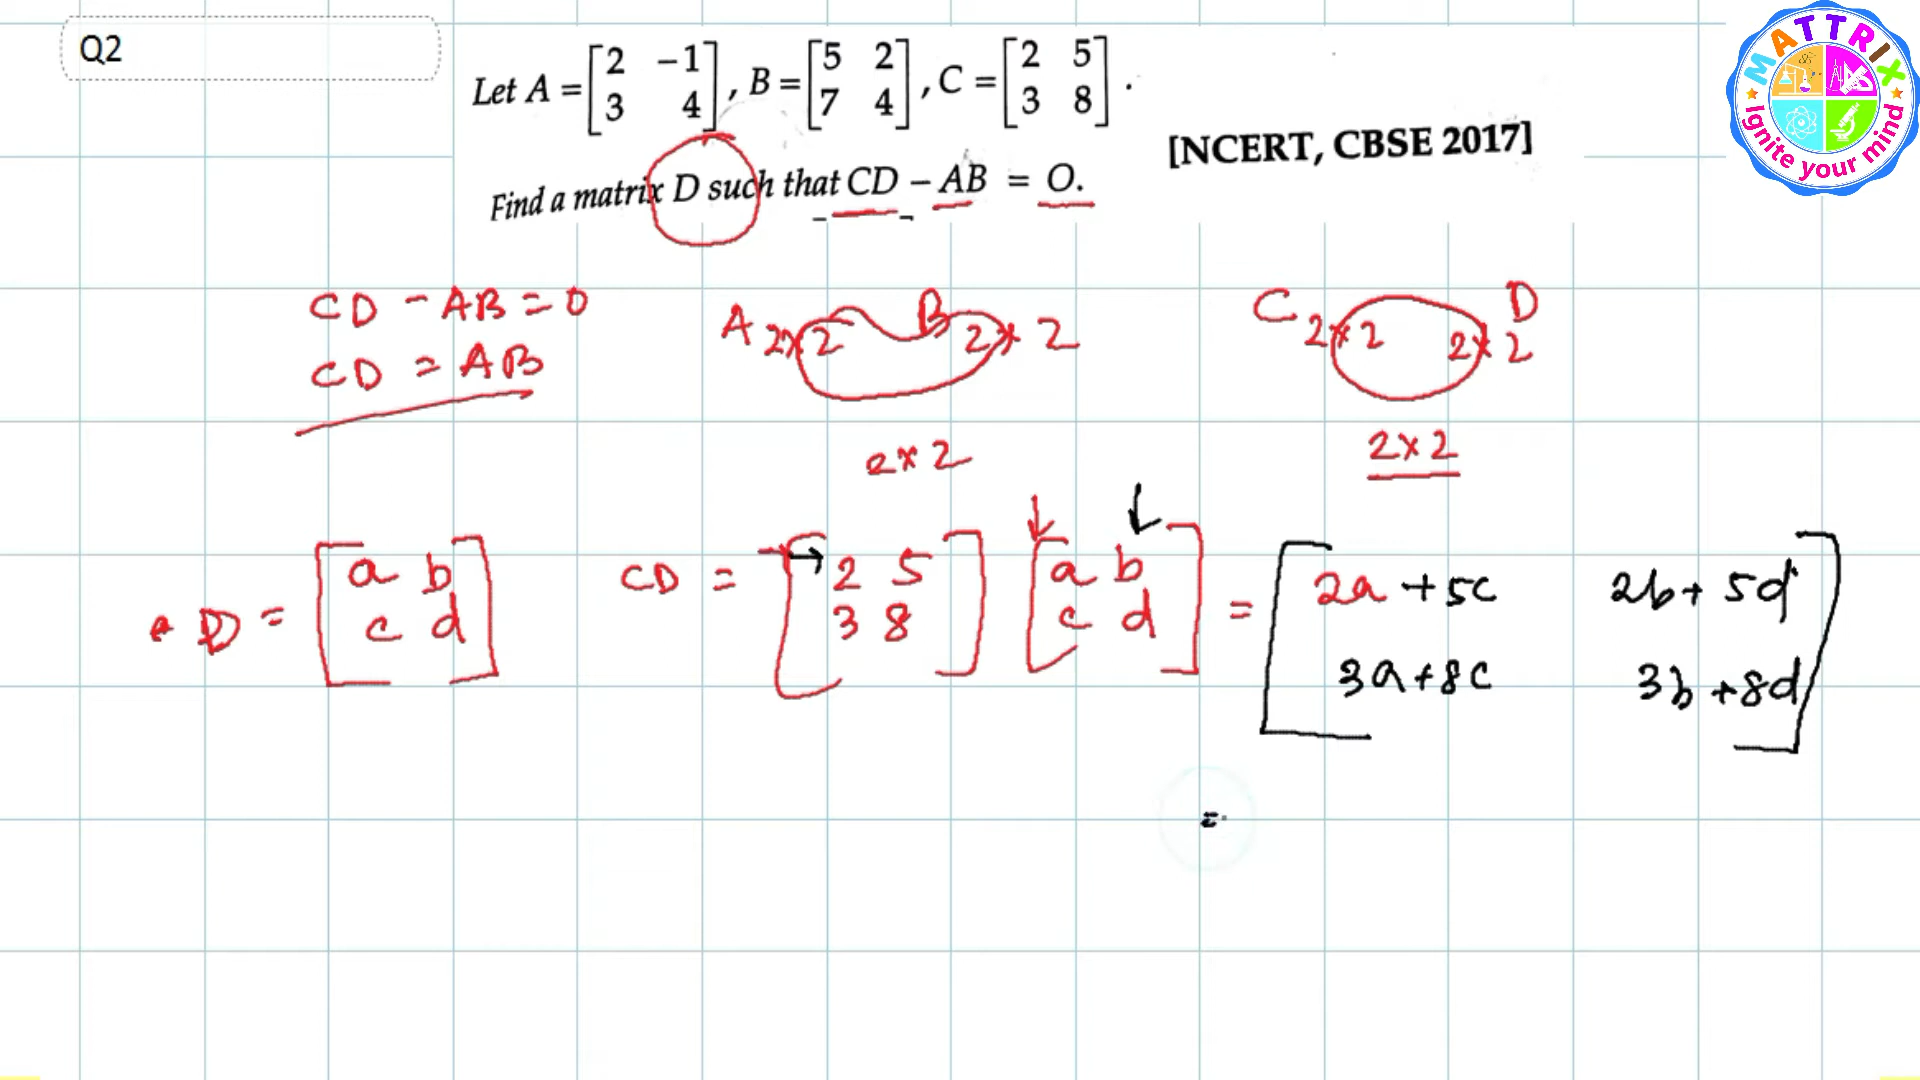 Q2
Let A = [2 −1 3 4], B = [5 2 7 4], C = [2 5 3 8].
[NCERT, CBSE 2017]
Find a matrix D such that CD − AB = O.
MATTRIX
Ignite your mind
CD − AB = 0
CD = AB
A 2×2 B 2×2
2×2
C 2×2 D 2×2
2×2
D = [a b c d]
CD = [2 5 3 8] [a b c d] = [2a+5c 2b+5d 3a+8c 3b+8d]
=